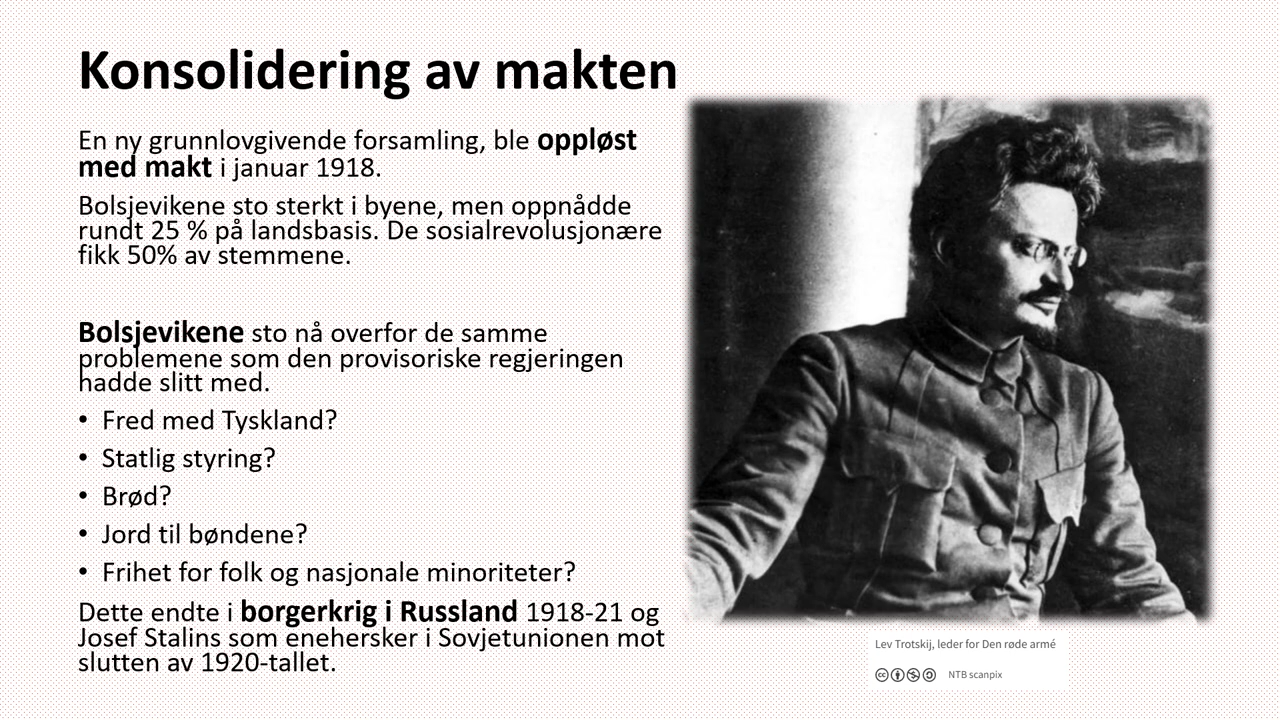 Konsolidering av makten
En ny grunnlovgivende forsamling, ble oppløst
med makt i januar 1918.
Bolsjevikene sto sterkt i byene, men oppnådde
rundt 25 % på landsbasis. De sosialrevolusjonære
fikk 50% av stemmene.
Bolsjevikene sto nå overfor de samme
problemene som den provisoriske regjeringen
hadde slitt med.
• Fred med Tyskland?
• Statlig styring?
• Brød?
• Jord til bøndene?
• Frihet for folk og nasjonale minoriteter?
Dette endte i borgerkrig i Russland 1918-21 og
Josef Stalins som enehersker i Sovjetunionen mot
slutten av 1920-tallet.
Lev Trotskij, leder for Den røde armé
NTB scanpix